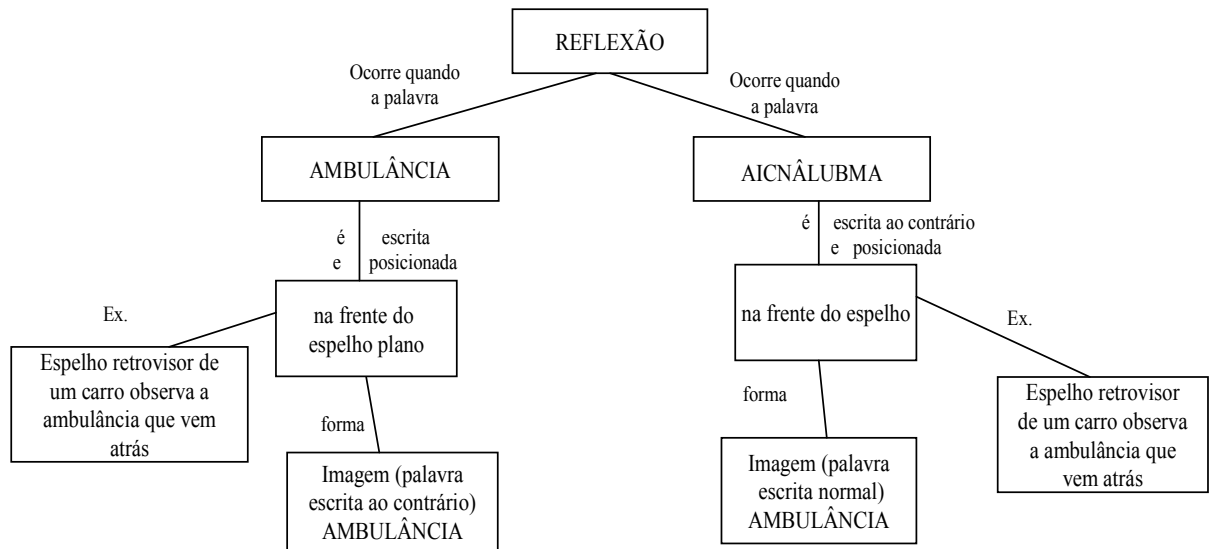 REFLEXÃO
Ocorre quando
a palavra
Ocorre quando
a palavra
AMBULÂNCIA
AICNÂLUBMA
é escrita
e posicionada
é escrita ao contrário
e posicionada
Ex.
na frente do
espelho plano
na frente do espelho
Ex.
Espelho retrovisor de
um carro observa a
ambulância que vem
atrás
forma
forma
Espelho retrovisor
de um carro observa
a ambulância que
vem atrás
Imagem (palavra
escrita ao contrário)
AMBULÂNCIA
Imagem (palavra
escrita normal)
AMBULÂNCIA